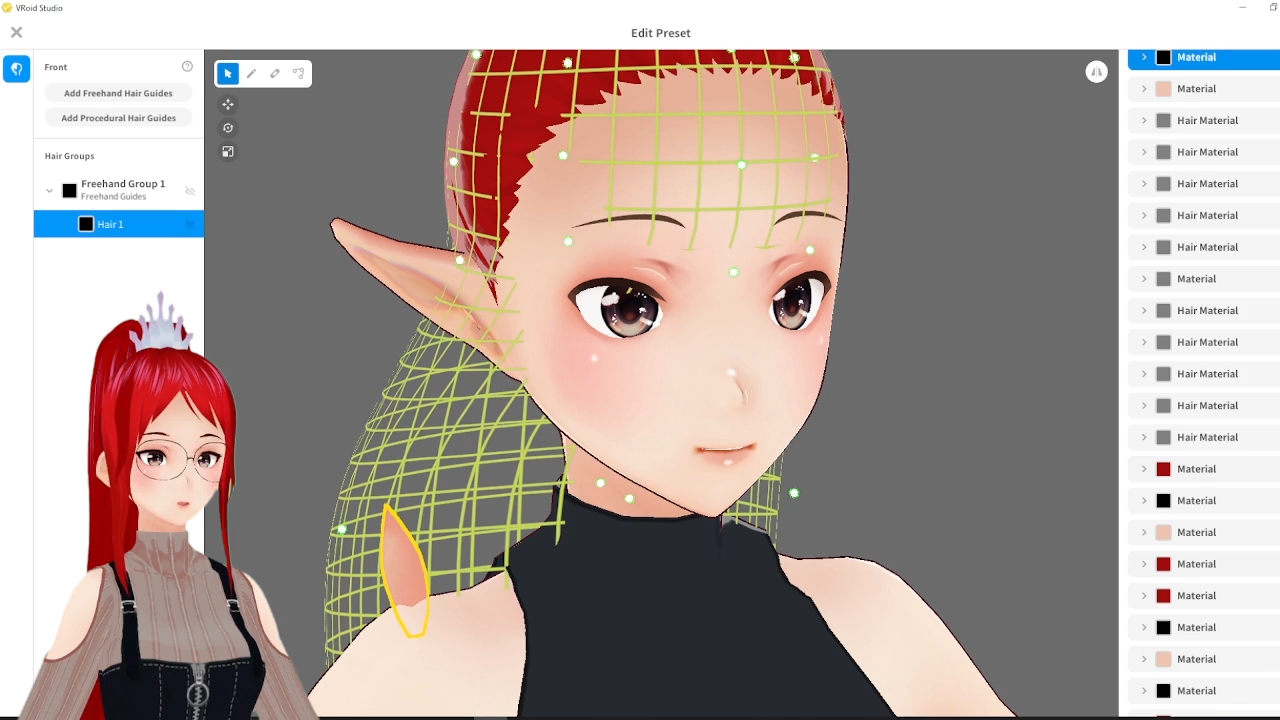 VRoid Studio
Edit Preset
Front
Add Freehand Hair Guides
Add Procedural Hair Guides
Hair Groups
Freehand Group 1
Freehand Guides
Hair 1
Material
Material
Hair Material
Hair Material
Hair Material
Hair Material
Hair Material
Material
Hair Material
Hair Material
Hair Material
Hair Material
Hair Material
Material
Material
Material
Material
Material
Material
Material
Material